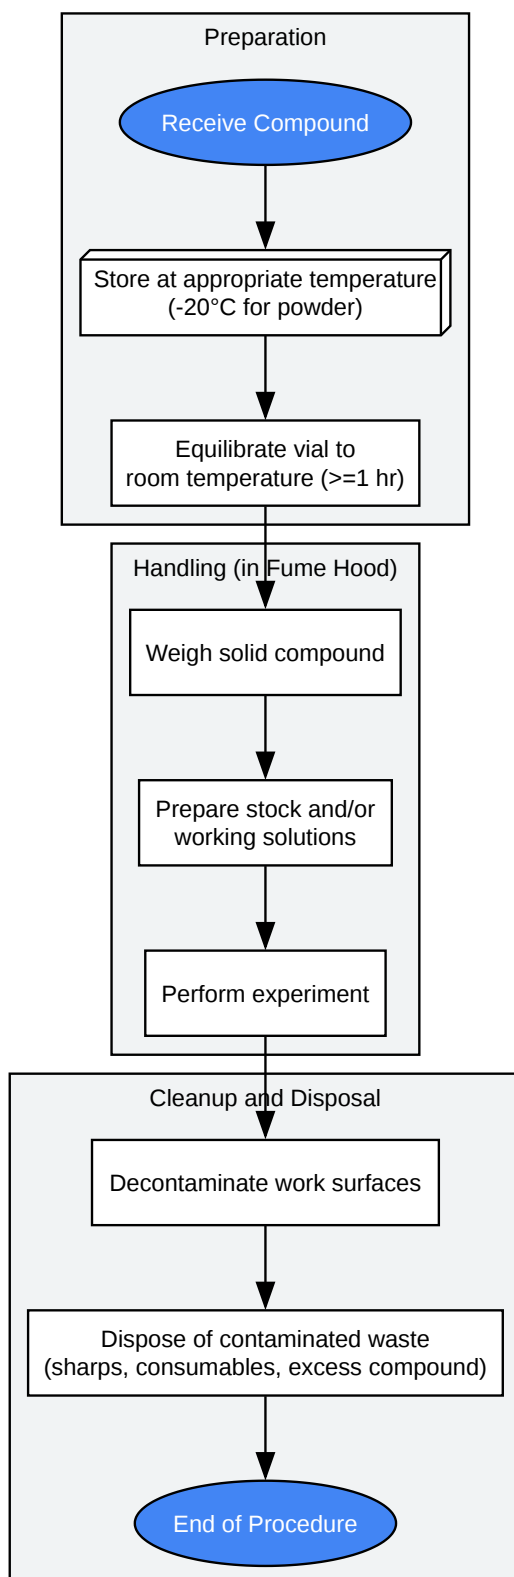 Preparation
Receive Compound
Store at appropriate temperature
(-20°C for powder)
Equilibrate vial to
room temperature (>=1 hr)
Handling (in Fume Hood)
Weigh solid compound
Prepare stock and/or
working solutions
Perform experiment
Cleanup and Disposal
Decontaminate work surfaces
Dispose of contaminated waste
(sharps, consumables, excess compound)
End of Procedure